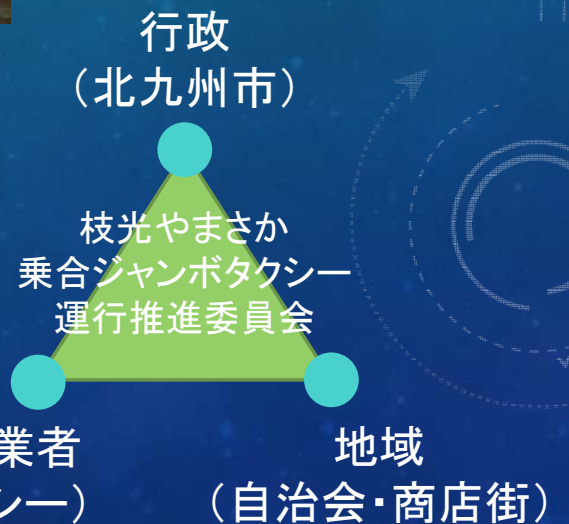 行政
（北九州市）
枝光やまさか
乗合ジャンボタクシー
運行推進委員会
業者
シー）
地域
（自治会・商店街）